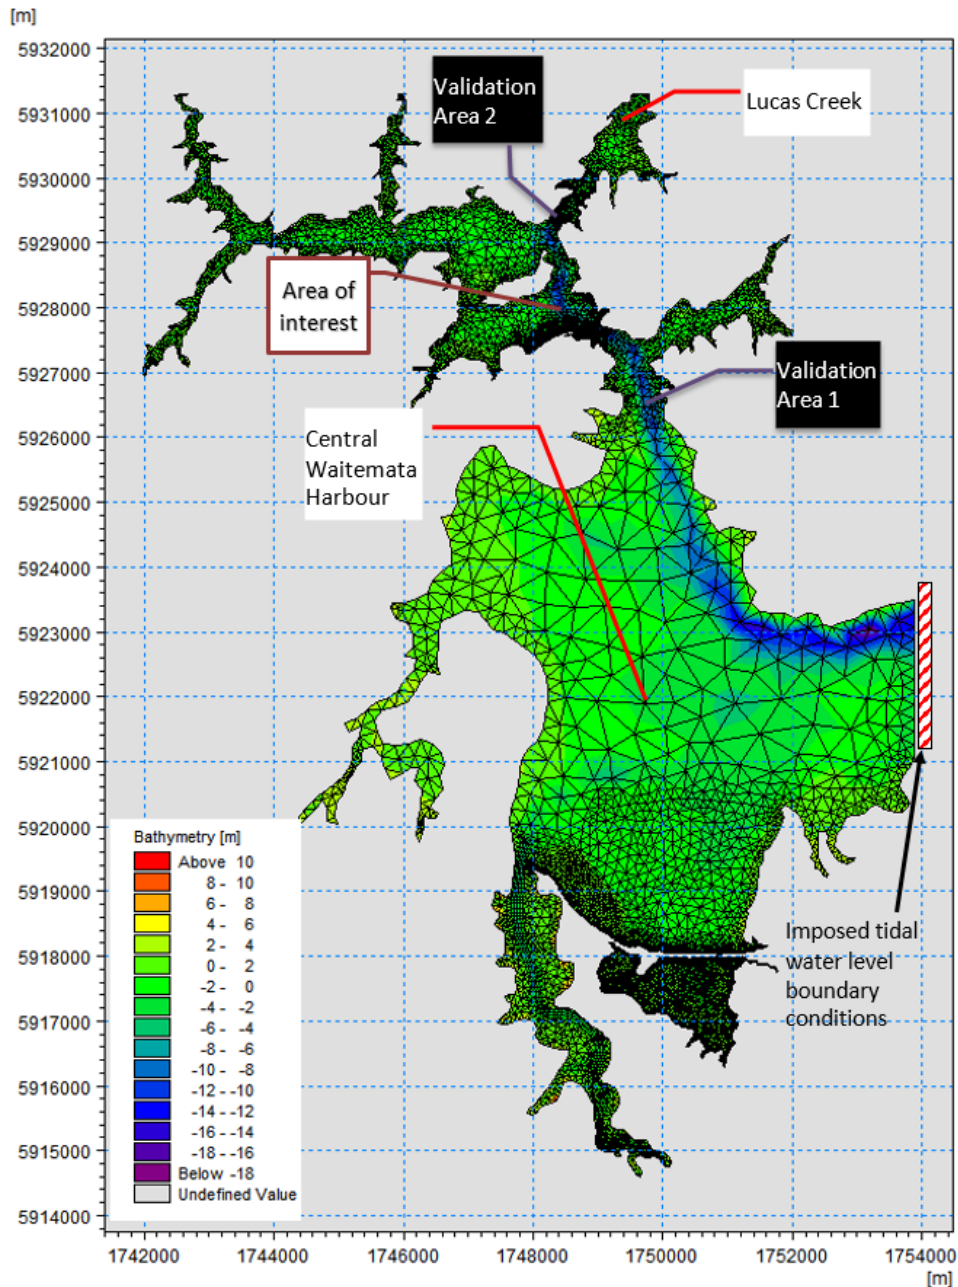 [m]
5932000
5931000
5930000
5929000
5928000
5927000
5926000
5925000
5924000
5923000
5922000
5921000
5920000
5919000
5918000
5917000
5916000
5915000
5914000
Validation
Area 2
Lucas Creek
Area of
interest
Validation
Area 1
Central
Waitemata
Harbour
Imposed tidal
water level
boundary
conditions
Bathymetry [m]
Above 10
8 - 10
6 - 8
4 - 6
2 - 4
0 - 2
-2 - 0
-4 - -2
-6 - -4
-8 - -6
-10 - -8
-12 - -10
-14 - -12
-16 - -14
-18 - -16
Below -18
Undefined Value
1742000
1744000
1746000
1748000
1750000
1752000
1754000
[m]